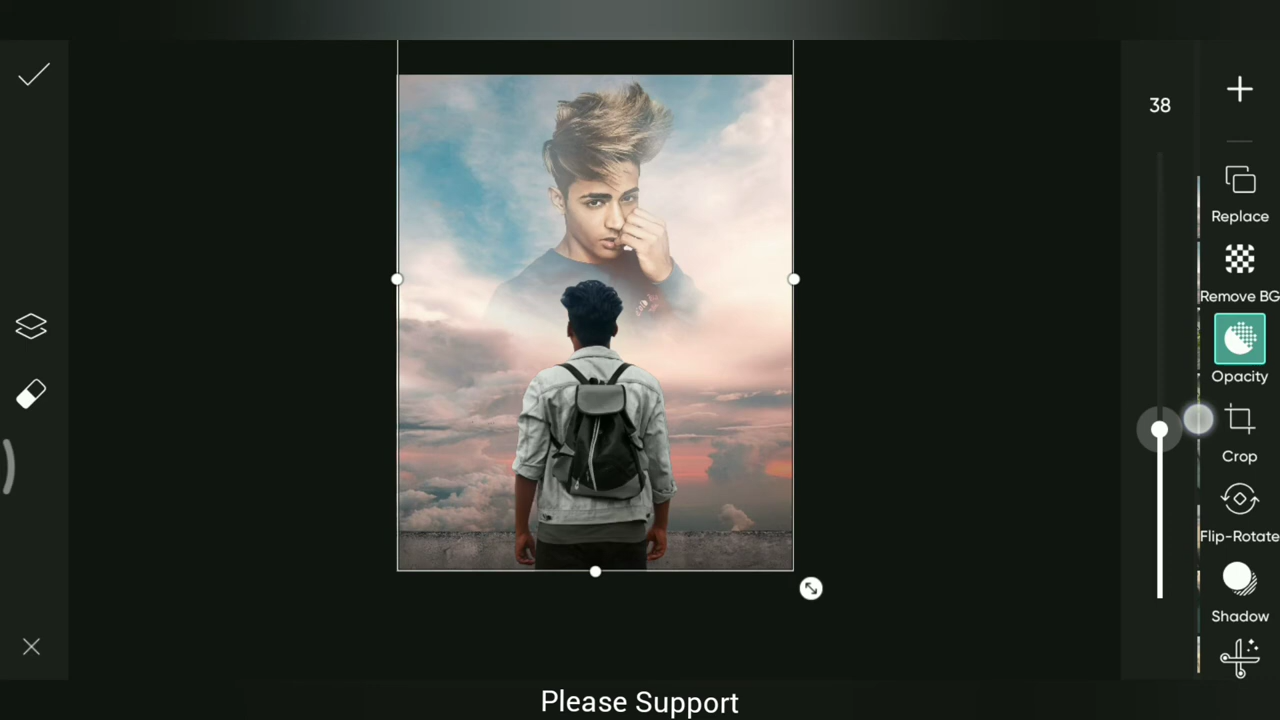 38
Replace
Remove BG
Opacity
Crop
Flip-Rotate
Shadow
Please Support